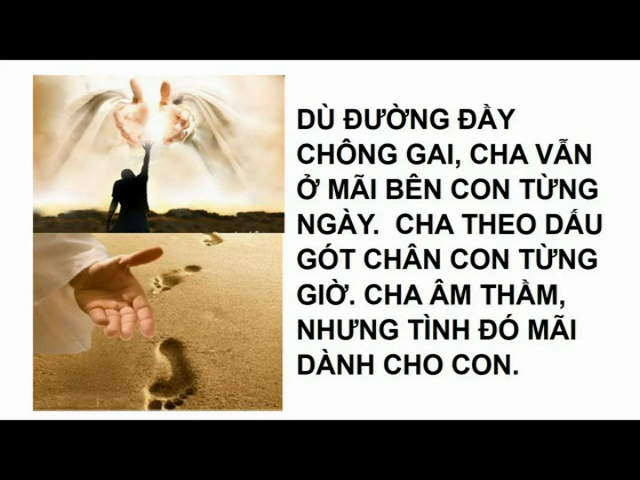 DÙ ĐƯỜNG ĐẦY
CHÔNG GAI, CHA VẪN
Ở MÃI BÊN CON TỪNG
NGÀY. CHA THEO DẤU
GÓT CHÂN CON TỪNG
GIỜ. CHA ÂM THẦM,
NHƯNG TÌNH ĐÓ MÃI
DÀNH CHO CON.